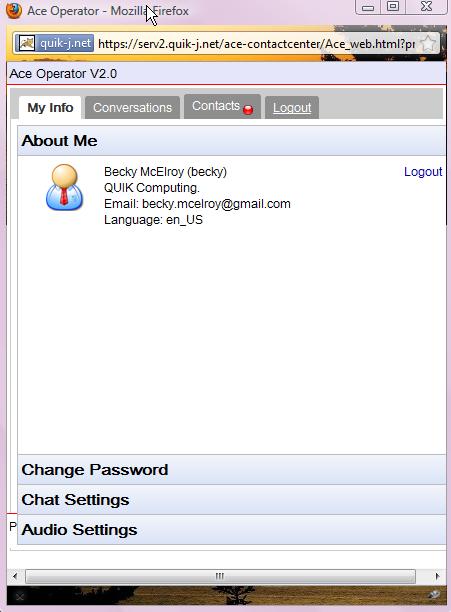 Ace Operator - Mozilla Firefox
quik-j.net https://serv2.quik-j.net/ace-contactcenter/Ace_web.html?pr
Ace Operator V2.0
My Info Conversations Contacts Logout
About Me
Becky McElroy (becky) Logout
QUIK Computing.
Email: becky.mcelroy@gmail.com
Language: en_US
Change Password
Chat Settings
P
Audio Settings